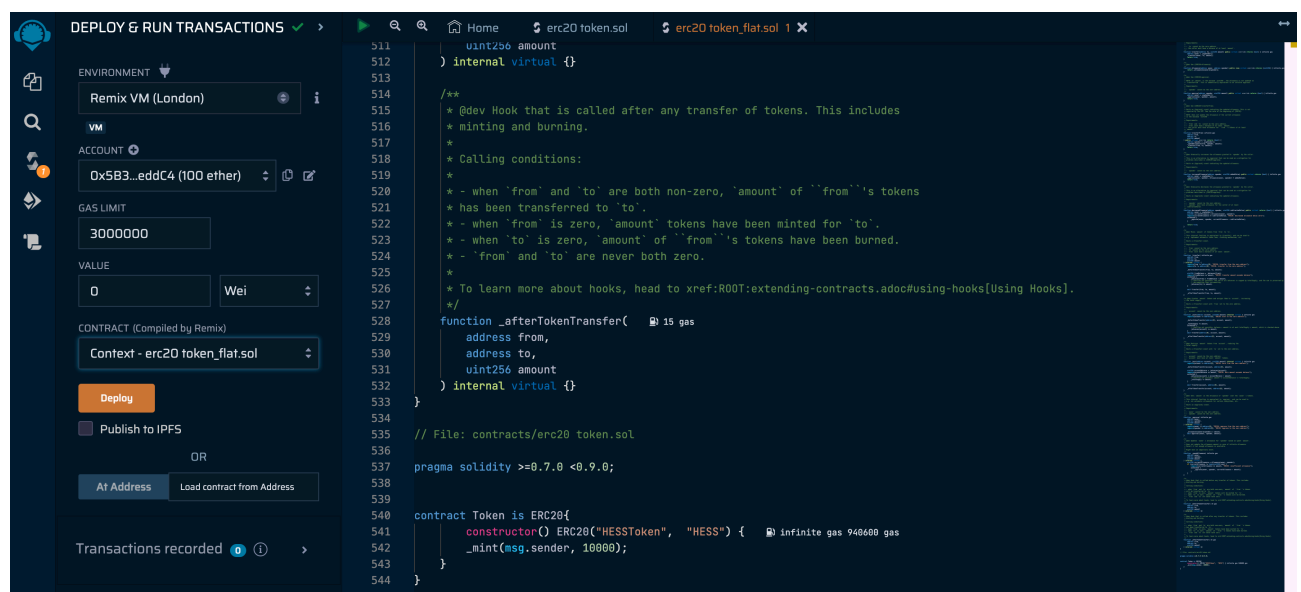 DEPLOY & RUN TRANSACTIONS
ENVIRONMENT
Remix VM (London)
VM
ACCOUNT
0x5B3...eddC4 (100 ether)
GAS LIMIT
3000000
VALUE
0
Wei
CONTRACT (Compiled by Remix)
Context - erc20 token_flat.sol
Deploy
Publish to IPFS
OR
At Address
Load contract from Address
Transactions recorded 0 i
1
Home
erc20 token.sol
erc20 token_flat.sol 1
511 uint256 amount
512 ) internal virtual {}
513
514 /**
515 * @dev Hook that is called after any transfer of tokens. This includes
516 * minting and burning.
517 *
518 * Calling conditions:
519 *
520 * - when `from` and `to` are both non-zero, `amount` of ``from``'s tokens
521 * has been transferred to `to`.
522 * - when `from` is zero, `amount` tokens have been minted for `to`.
523 * - when `to` is zero, `amount` of ``from``'s tokens have been burned.
524 * - `from` and `to` are never both zero.
525 *
526 * To learn more about hooks, head to xref:ROOT:extending-contracts.adoc#using-hooks[Using Hooks].
527 */
528 function _afterTokenTransfer( 15 gas
529 address from,
530 address to,
531 uint256 amount
532 ) internal virtual {}
533 }
534
535 // File: contracts/erc20 token.sol
536
537 pragma solidity >=0.7.0 <0.9.0;
538
539
540 contract Token is ERC20{
541 constructor() ERC20("HESSToken", "HESS") { infinite gas 940600 gas
542 _mint(msg.sender, 10000);
543 }
544 }